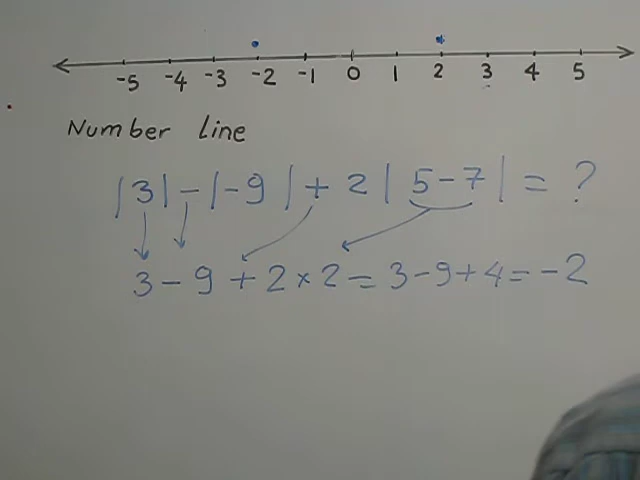 -5 -4 -3 -2 -1 0 1 2 3 4 5
Number Line
|3| - |-9| + 2 | 5 - 7 | = ?
3 - 9 + 2 × 2 = 3 - 9 + 4 = -2